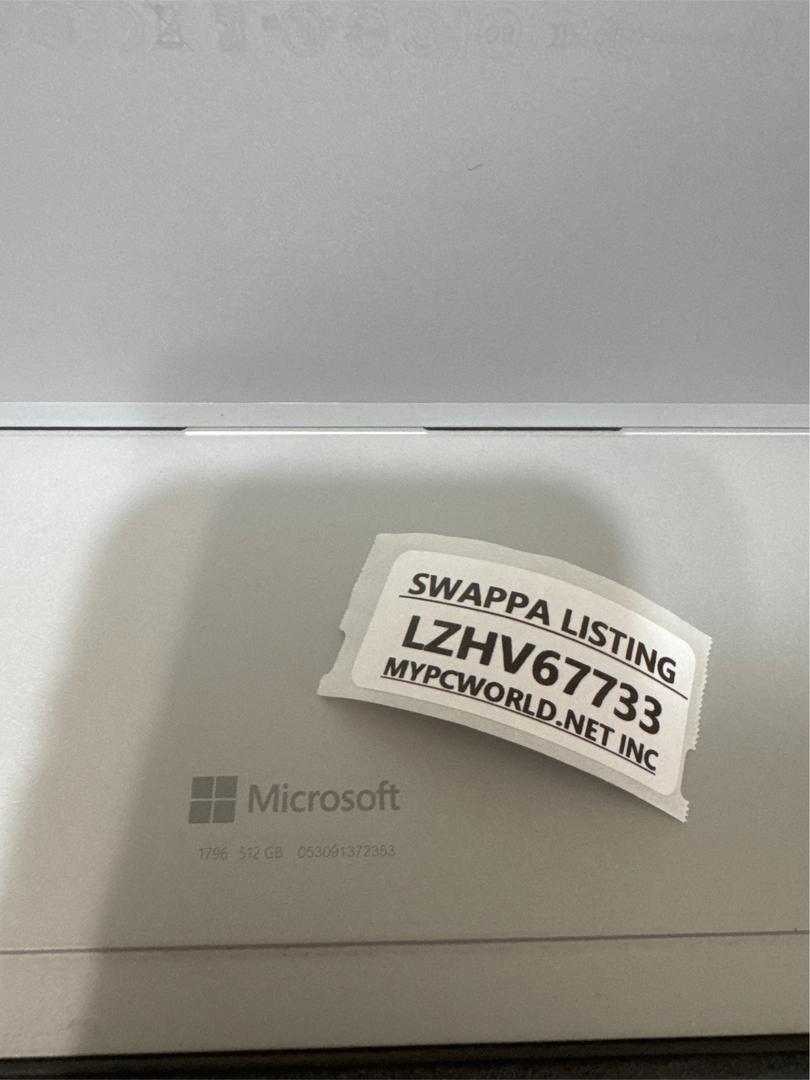 SWAPPA LISTING
LZHV67733
MYPCWORLD.NET INC
Microsoft
1796 512 GB 053091372353